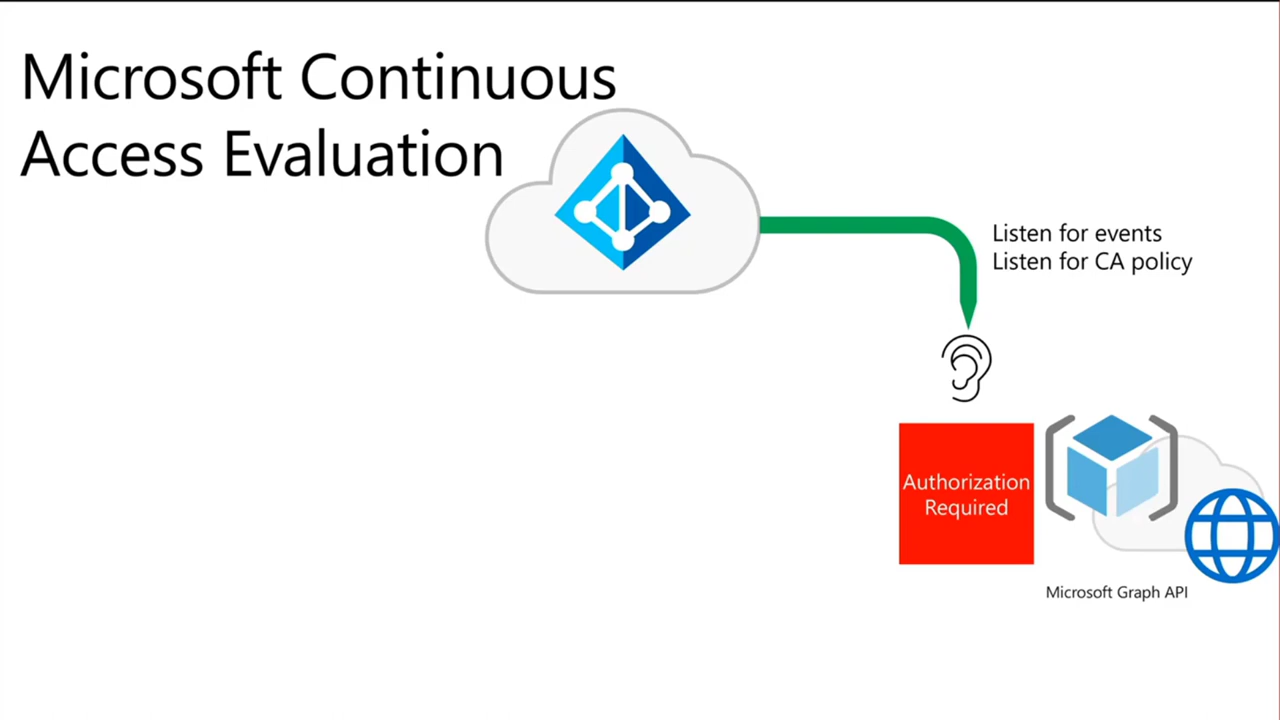 Microsoft Continuous
Access Evaluation
Listen for events
Listen for CA policy
Authorization
Required
Microsoft Graph API